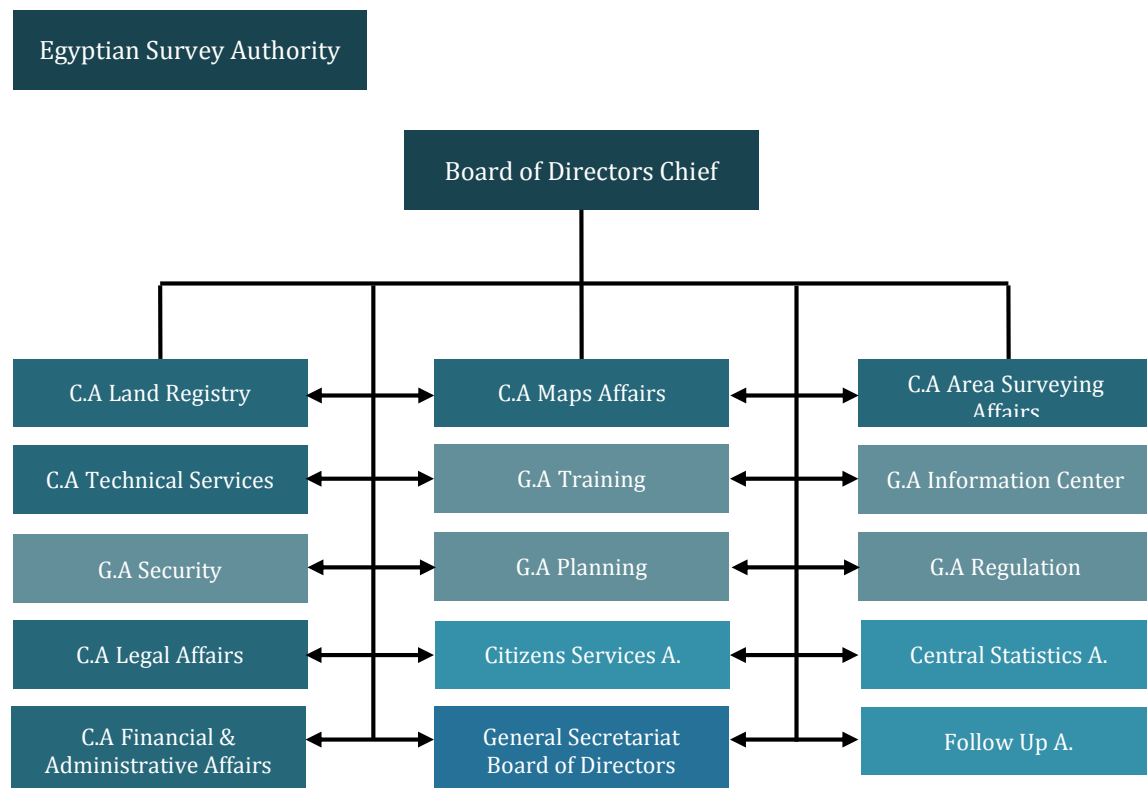 Egyptian Survey Authority
Board of Directors Chief
C.A Land Registry
C.A Maps Affairs
C.A Area Surveying
Affairs
C.A Technical Services
G.A Training
G.A Information Center
G.A Security
G.A Planning
G.A Regulation
C.A Legal Affairs
Citizens Services A.
Central Statistics A.
C.A Financial &
Administrative Affairs
General Secretariat
Board of Directors
Follow Up A.